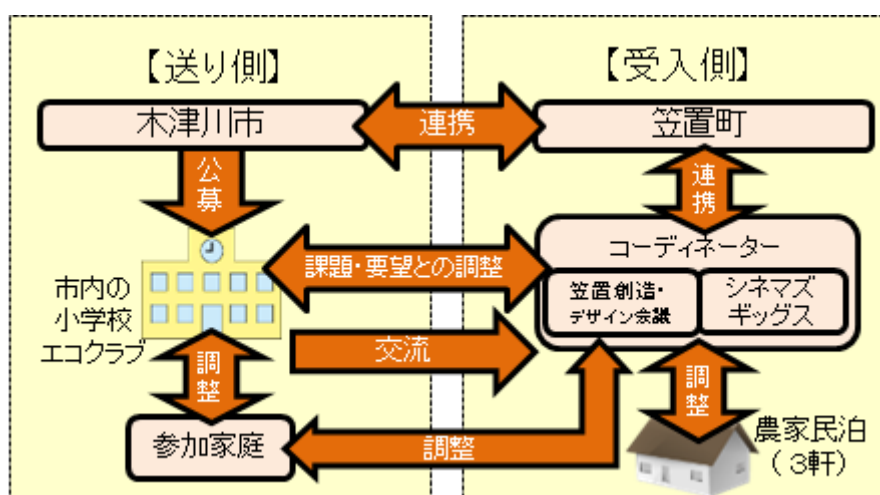 【送り側】
【受入側】
木津川市
連携
笠置町
公募
連携
市内の
小学校
エコクラブ
課題・要望との調整
コーディネーター
笠置創造・
デザイン会議
シネマズ
ギッグス
交流
調整
調整
参加家庭
調整
農家民泊
(3軒)